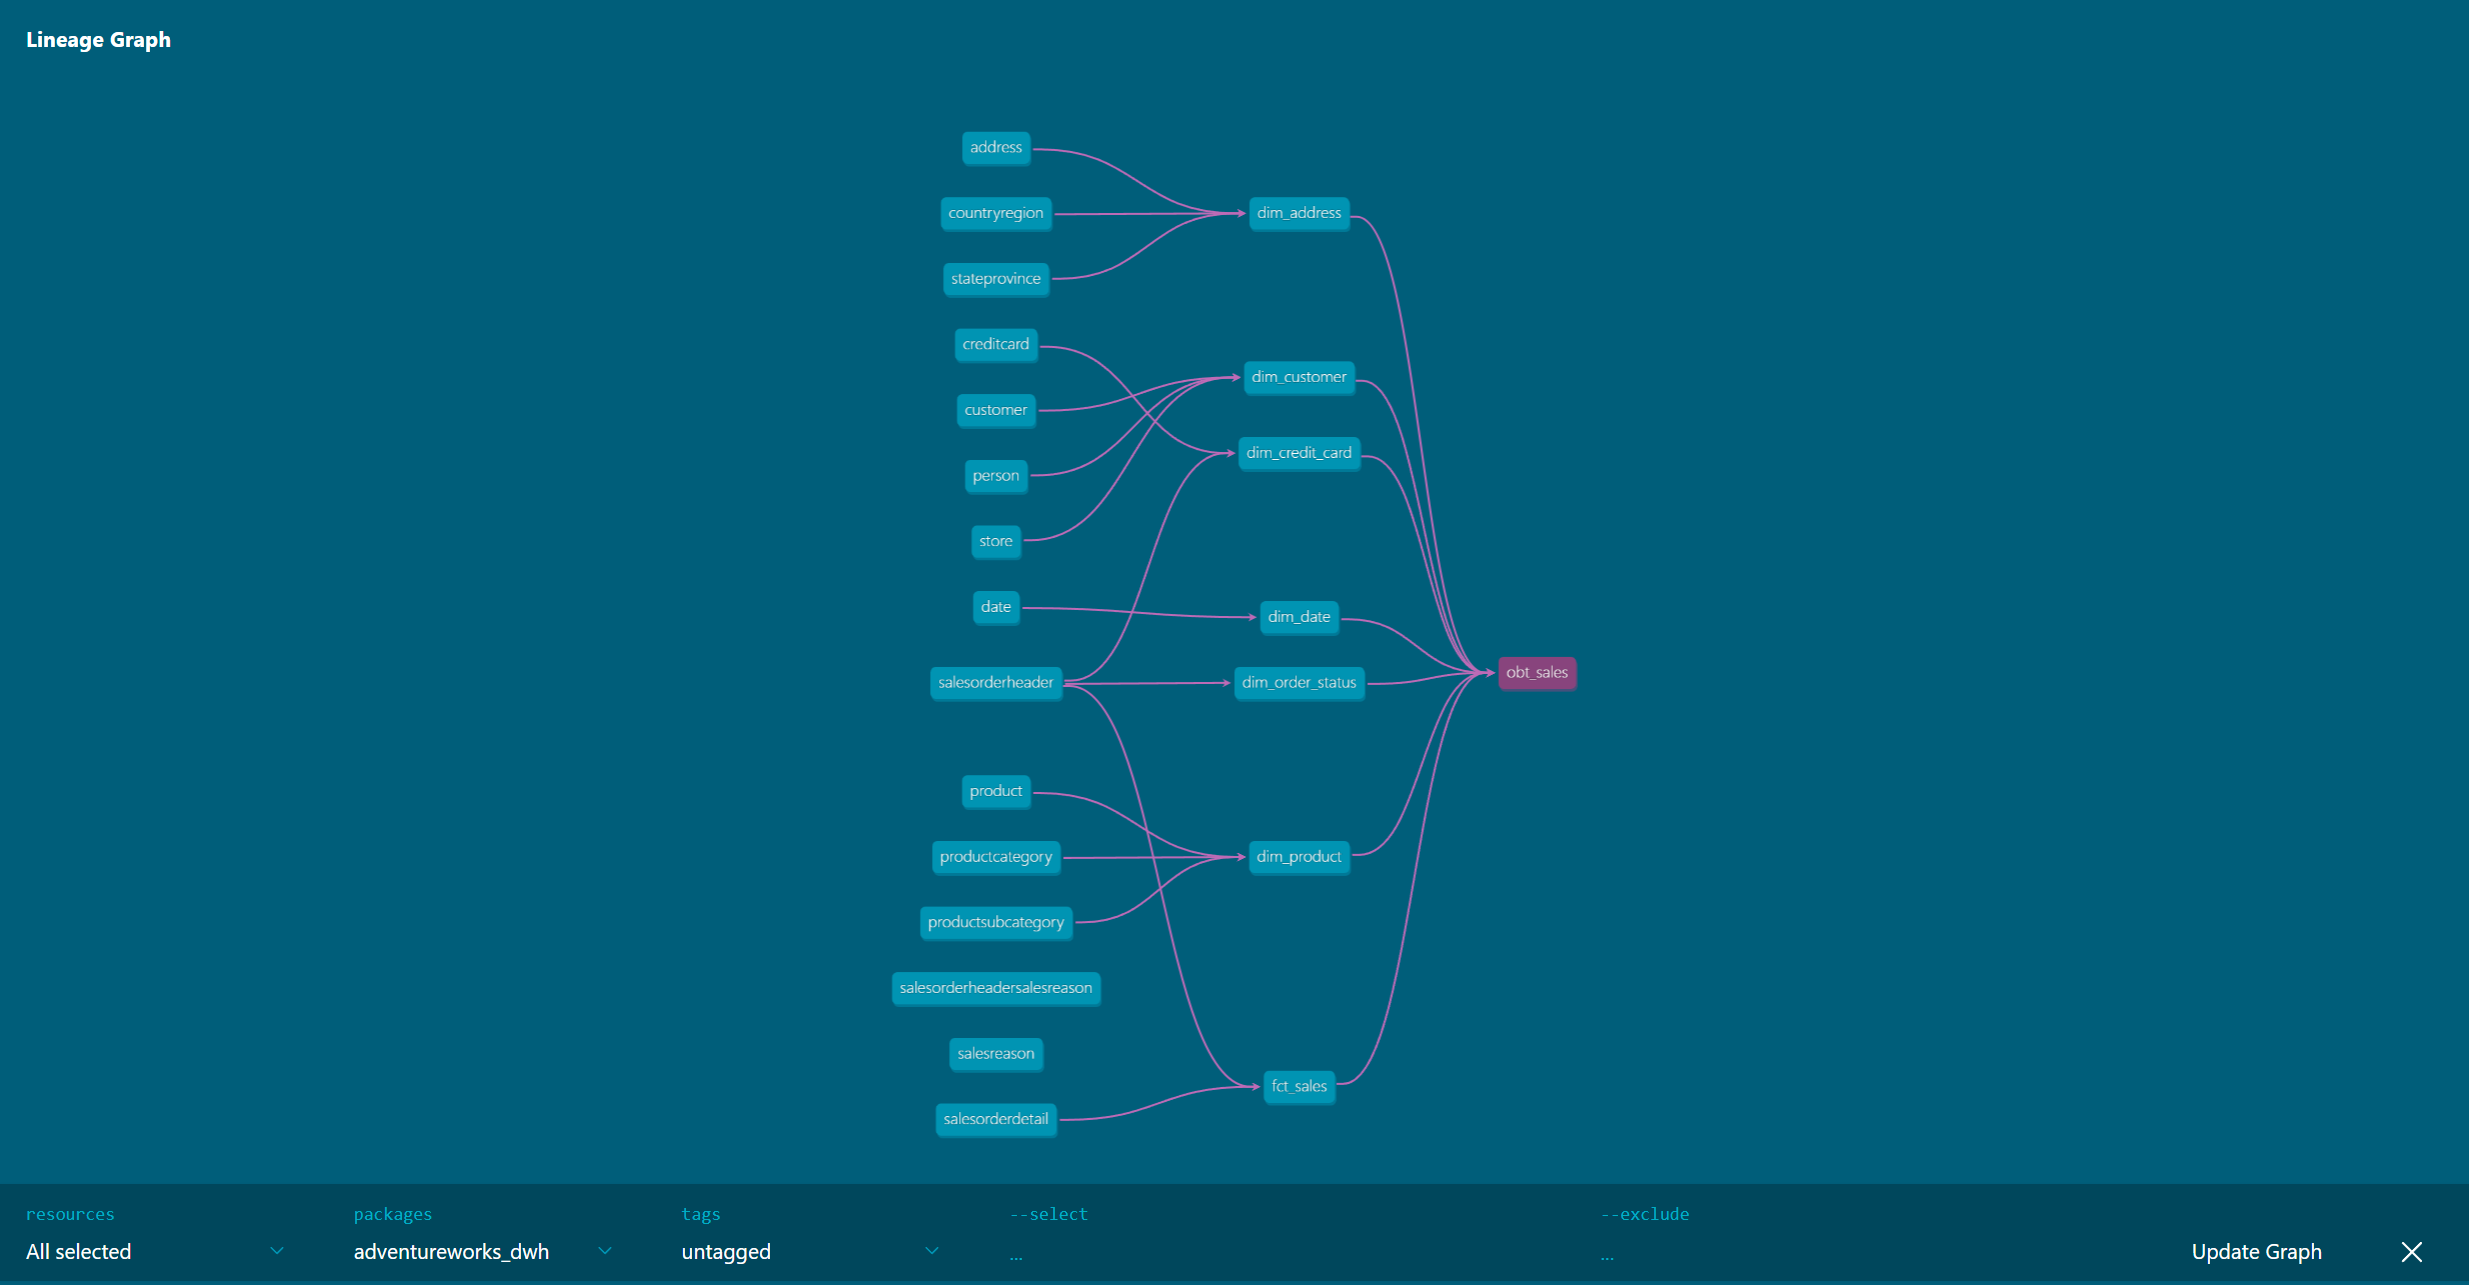 Lineage Graph
address
countryregion
dim_address
stateprovince
creditcard
dim_customer
customer
dim_credit_card
person
store
date
dim_date
salesorderheader
dim_order_status
obt_sales
product
productcategory
dim_product
productsubcategory
salesorderheadersalesreason
salesreason
fct_sales
salesorderdetail
resources packages tags --select --exclude
All selected adventureworks_dwh untagged ... ... Update Graph